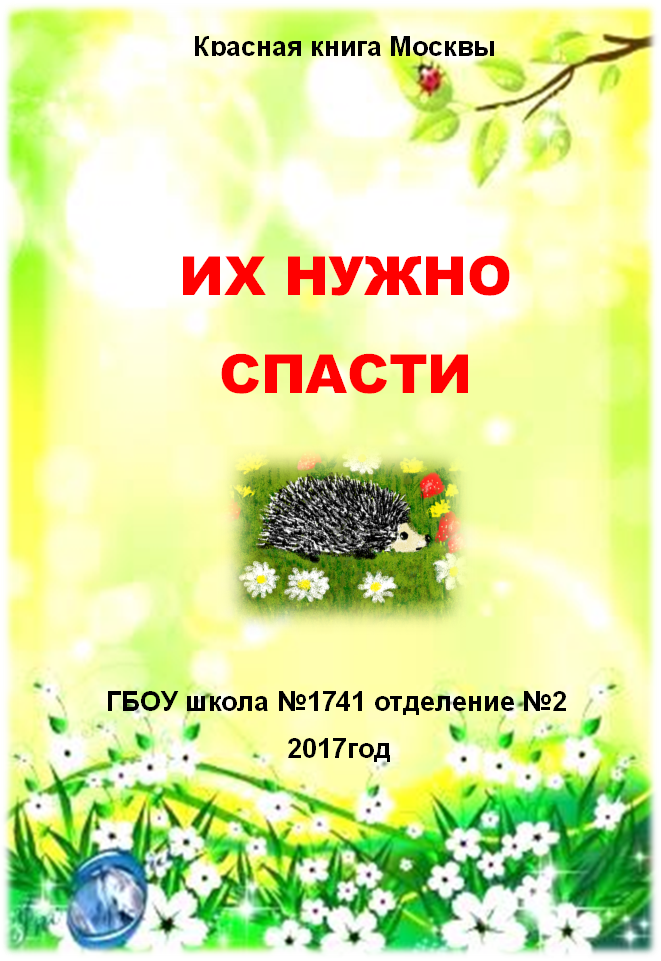 Красная книга Москвы
ИХ НУЖНО
СПАСТИ
ГБОУ школа №1741 отделение №2
2017год